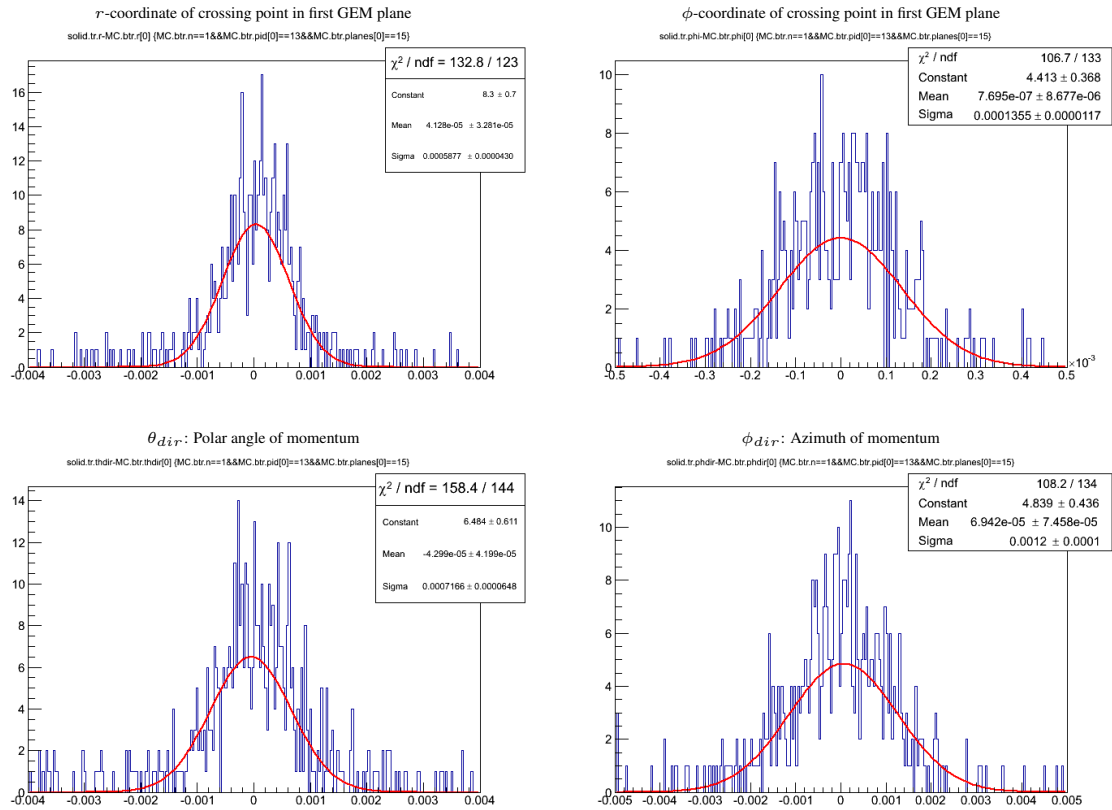 r-coordinate of crossing point in first GEM plane
solid.tr.r-MC.btr.r[0] {MC.btr.n==1&&MC.btr.pid[0]==13&&MC.btr.planes[0]==15}
χ² / ndf = 132.8 / 123
Constant 8.3 ± 0.7
Mean 4.128e-05 ± 3.281e-05
Sigma 0.0005877 ± 0.0000430
16
14
12
10
8
6
4
2
0
-0.004 -0.003 -0.002 -0.001 0 0.001 0.002 0.003 0.004
ϕ-coordinate of crossing point in first GEM plane
solid.tr.phi-MC.btr.phi[0] {MC.btr.n==1&&MC.btr.pid[0]==13&&MC.btr.planes[0]==15}
χ² / ndf 106.7 / 133
Constant 4.413 ± 0.368
Mean 7.695e-07 ± 8.677e-06
Sigma 0.0001355 ± 0.0000117
10
8
6
4
2
0
-0.5 -0.4 -0.3 -0.2 -0.1 0 0.1 0.2 0.3 0.4 0.5
×10⁻³
θdir: Polar angle of momentum
solid.tr.thdir-MC.btr.thdir[0] {MC.btr.n==1&&MC.btr.pid[0]==13&&MC.btr.planes[0]==15}
χ² / ndf = 158.4 / 144
Constant 6.484 ± 0.611
Mean -4.299e-05 ± 4.199e-05
Sigma 0.0007166 ± 0.0000648
14
12
10
8
6
4
2
0
-0.004 -0.003 -0.002 -0.001 0 0.001 0.002 0.003 0.004
ϕdir: Azimuth of momentum
solid.tr.phdir-MC.btr.phdir[0] {MC.btr.n==1&&MC.btr.pid[0]==13&&MC.btr.planes[0]==15}
χ² / ndf 108.2 / 134
Constant 4.839 ± 0.436
Mean 6.942e-05 ± 7.458e-05
Sigma 0.0012 ± 0.0001
10
8
6
4
2
0
-0.005 -0.004 -0.003 -0.002 -0.001 0 0.001 0.002 0.003 0.004 0.005